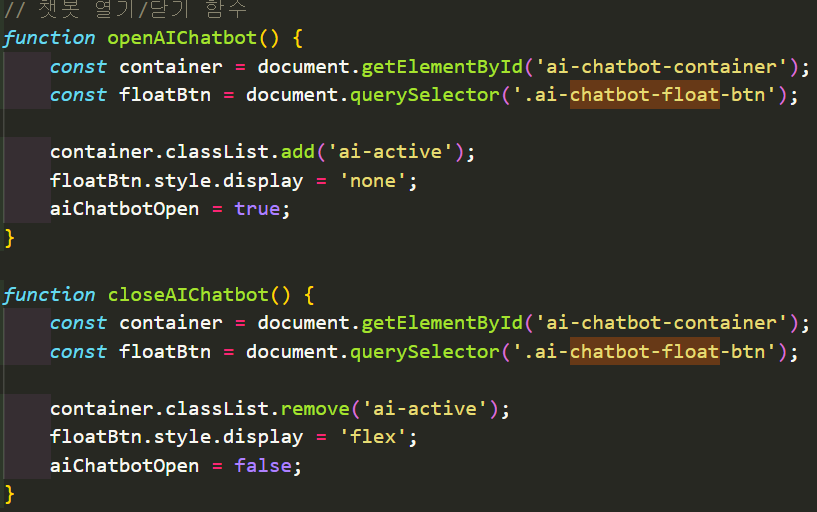 // 챗봇 열기/닫기 함수
function openAIChatbot() {
    const container = document.getElementById('ai-chatbot-container');
    const floatBtn = document.querySelector('.ai-chatbot-float-btn');

    container.classList.add('ai-active');
    floatBtn.style.display = 'none';
    aiChatbotOpen = true;
}

function closeAIChatbot() {
    const container = document.getElementById('ai-chatbot-container');
    const floatBtn = document.querySelector('.ai-chatbot-float-btn');

    container.classList.remove('ai-active');
    floatBtn.style.display = 'flex';
    aiChatbotOpen = false;
}